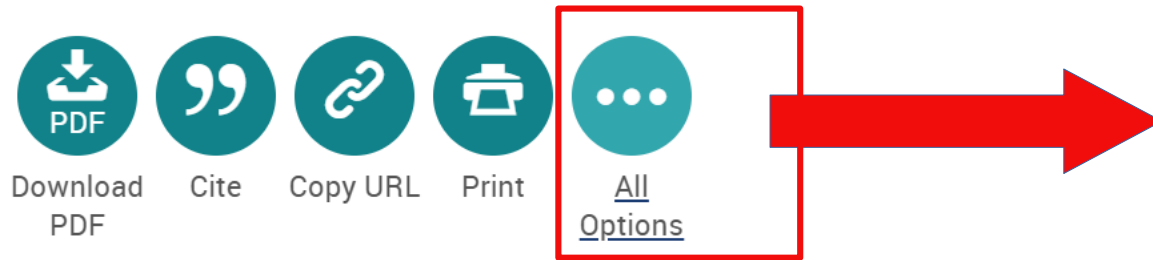 PDF
Download PDF
Cite
Copy URL
Print
All Options